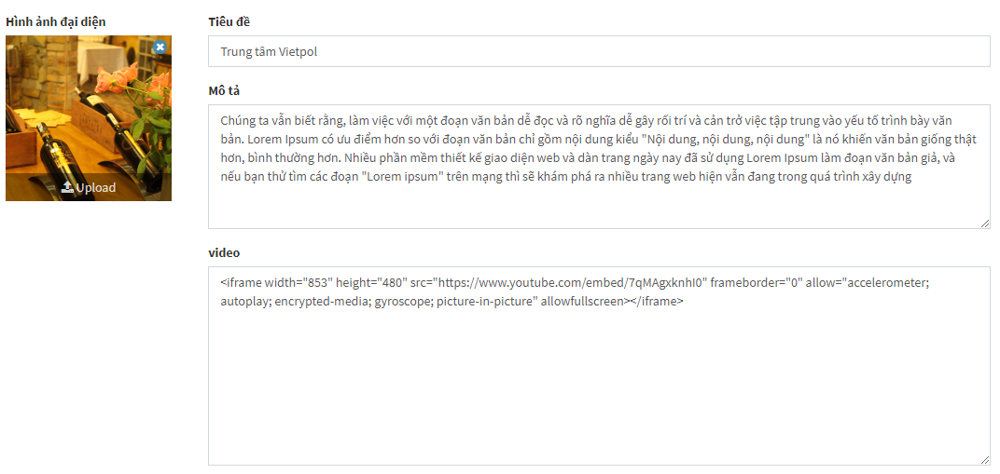 Hình ảnh đại diện
Upload
Tiêu đề
Trung tâm Vietpol
Mô tả
Chúng ta vẫn biết rằng, làm việc với một đoạn văn bản dễ đọc và rõ nghĩa dễ gây rối trí và cản trở việc tập trung vào yếu tố trình bày văn
bản. Lorem Ipsum có ưu điểm hơn so với đoạn văn bản chỉ gồm nội dung kiểu "Nội dung, nội dung, nội dung" là nó khiến văn bản giống thật
hơn, bình thường hơn. Nhiều phần mềm thiết kế giao diện web và dàn trang ngày nay đã sử dụng Lorem Ipsum làm đoạn văn bản giả, và
nếu bạn thử tìm các đoạn "Lorem ipsum" trên mạng thì sẽ khám phá ra nhiều trang web hiện vẫn đang trong quá trình xây dựng
video
&lt;iframe width="853" height="480" src="https://www.youtube.com/embed/7qMAgxknhI0" frameborder="0" allow="accelerometer;
autoplay; encrypted-media; gyroscope; picture-in-picture" allowfullscreen&gt;&lt;/iframe&gt;